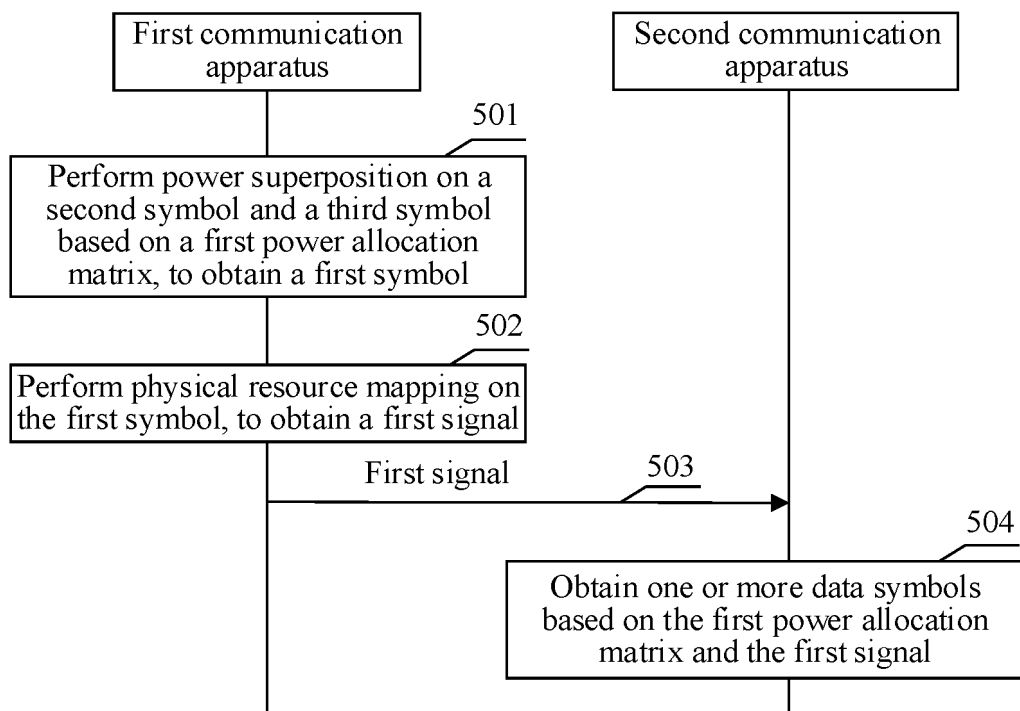 First communication
apparatus
Second communication
apparatus
501
Perform power superposition on a
second symbol and a third symbol
based on a first power allocation
matrix, to obtain a first symbol
502
Perform physical resource mapping on
the first symbol, to obtain a first signal
First signal
503
504
Obtain one or more data symbols
based on the first power allocation
matrix and the first signal